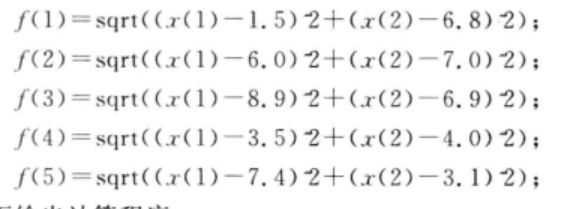 f(1)=sqrt((x(1)-1.5)^2+(x(2)-6.8)^2);
f(2)=sqrt((x(1)-6.0)^2+(x(2)-7.0)^2);
f(3)=sqrt((x(1)-8.9)^2+(x(2)-6.9)^2);
f(4)=sqrt((x(1)-3.5)^2+(x(2)-4.0)^2);
f(5)=sqrt((x(1)-7.4)^2+(x(2)-3.1)^2);